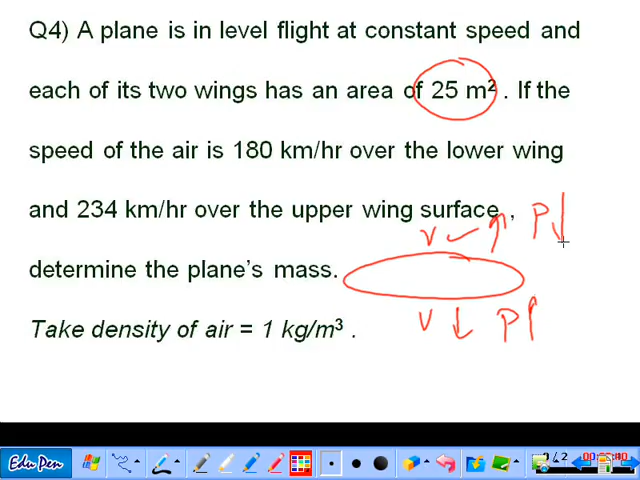 Q4) A plane is in level flight at constant speed and
each of its two wings has an area of 25 m² . If the
speed of the air is 180 km/hr over the lower wing
and 234 km/hr over the upper wing surface ,
v ↑ P↓
determine the plane's mass.
v ↓ P↑
Take density of air = 1 kg/m³ .
Edu Pen